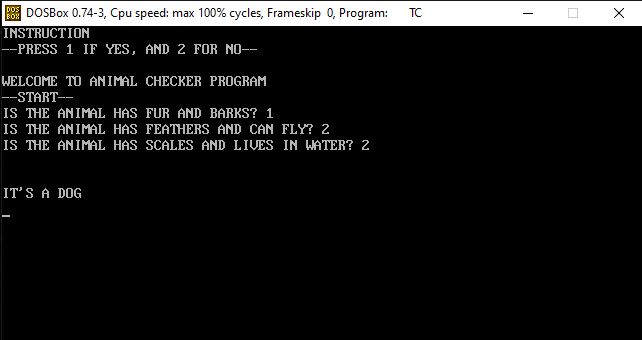 DOSBox 0.74-3, Cpu speed: max 100% cycles, Frameskip 0, Program: TC
INSTRUCTION
--PRESS 1 IF YES, AND 2 FOR NO--
WELCOME TO ANIMAL CHECKER PROGRAM
--START--
IS THE ANIMAL HAS FUR AND BARKS? 1
IS THE ANIMAL HAS FEATHERS AND CAN FLY? 2
IS THE ANIMAL HAS SCALES AND LIVES IN WATER? 2
IT'S A DOG